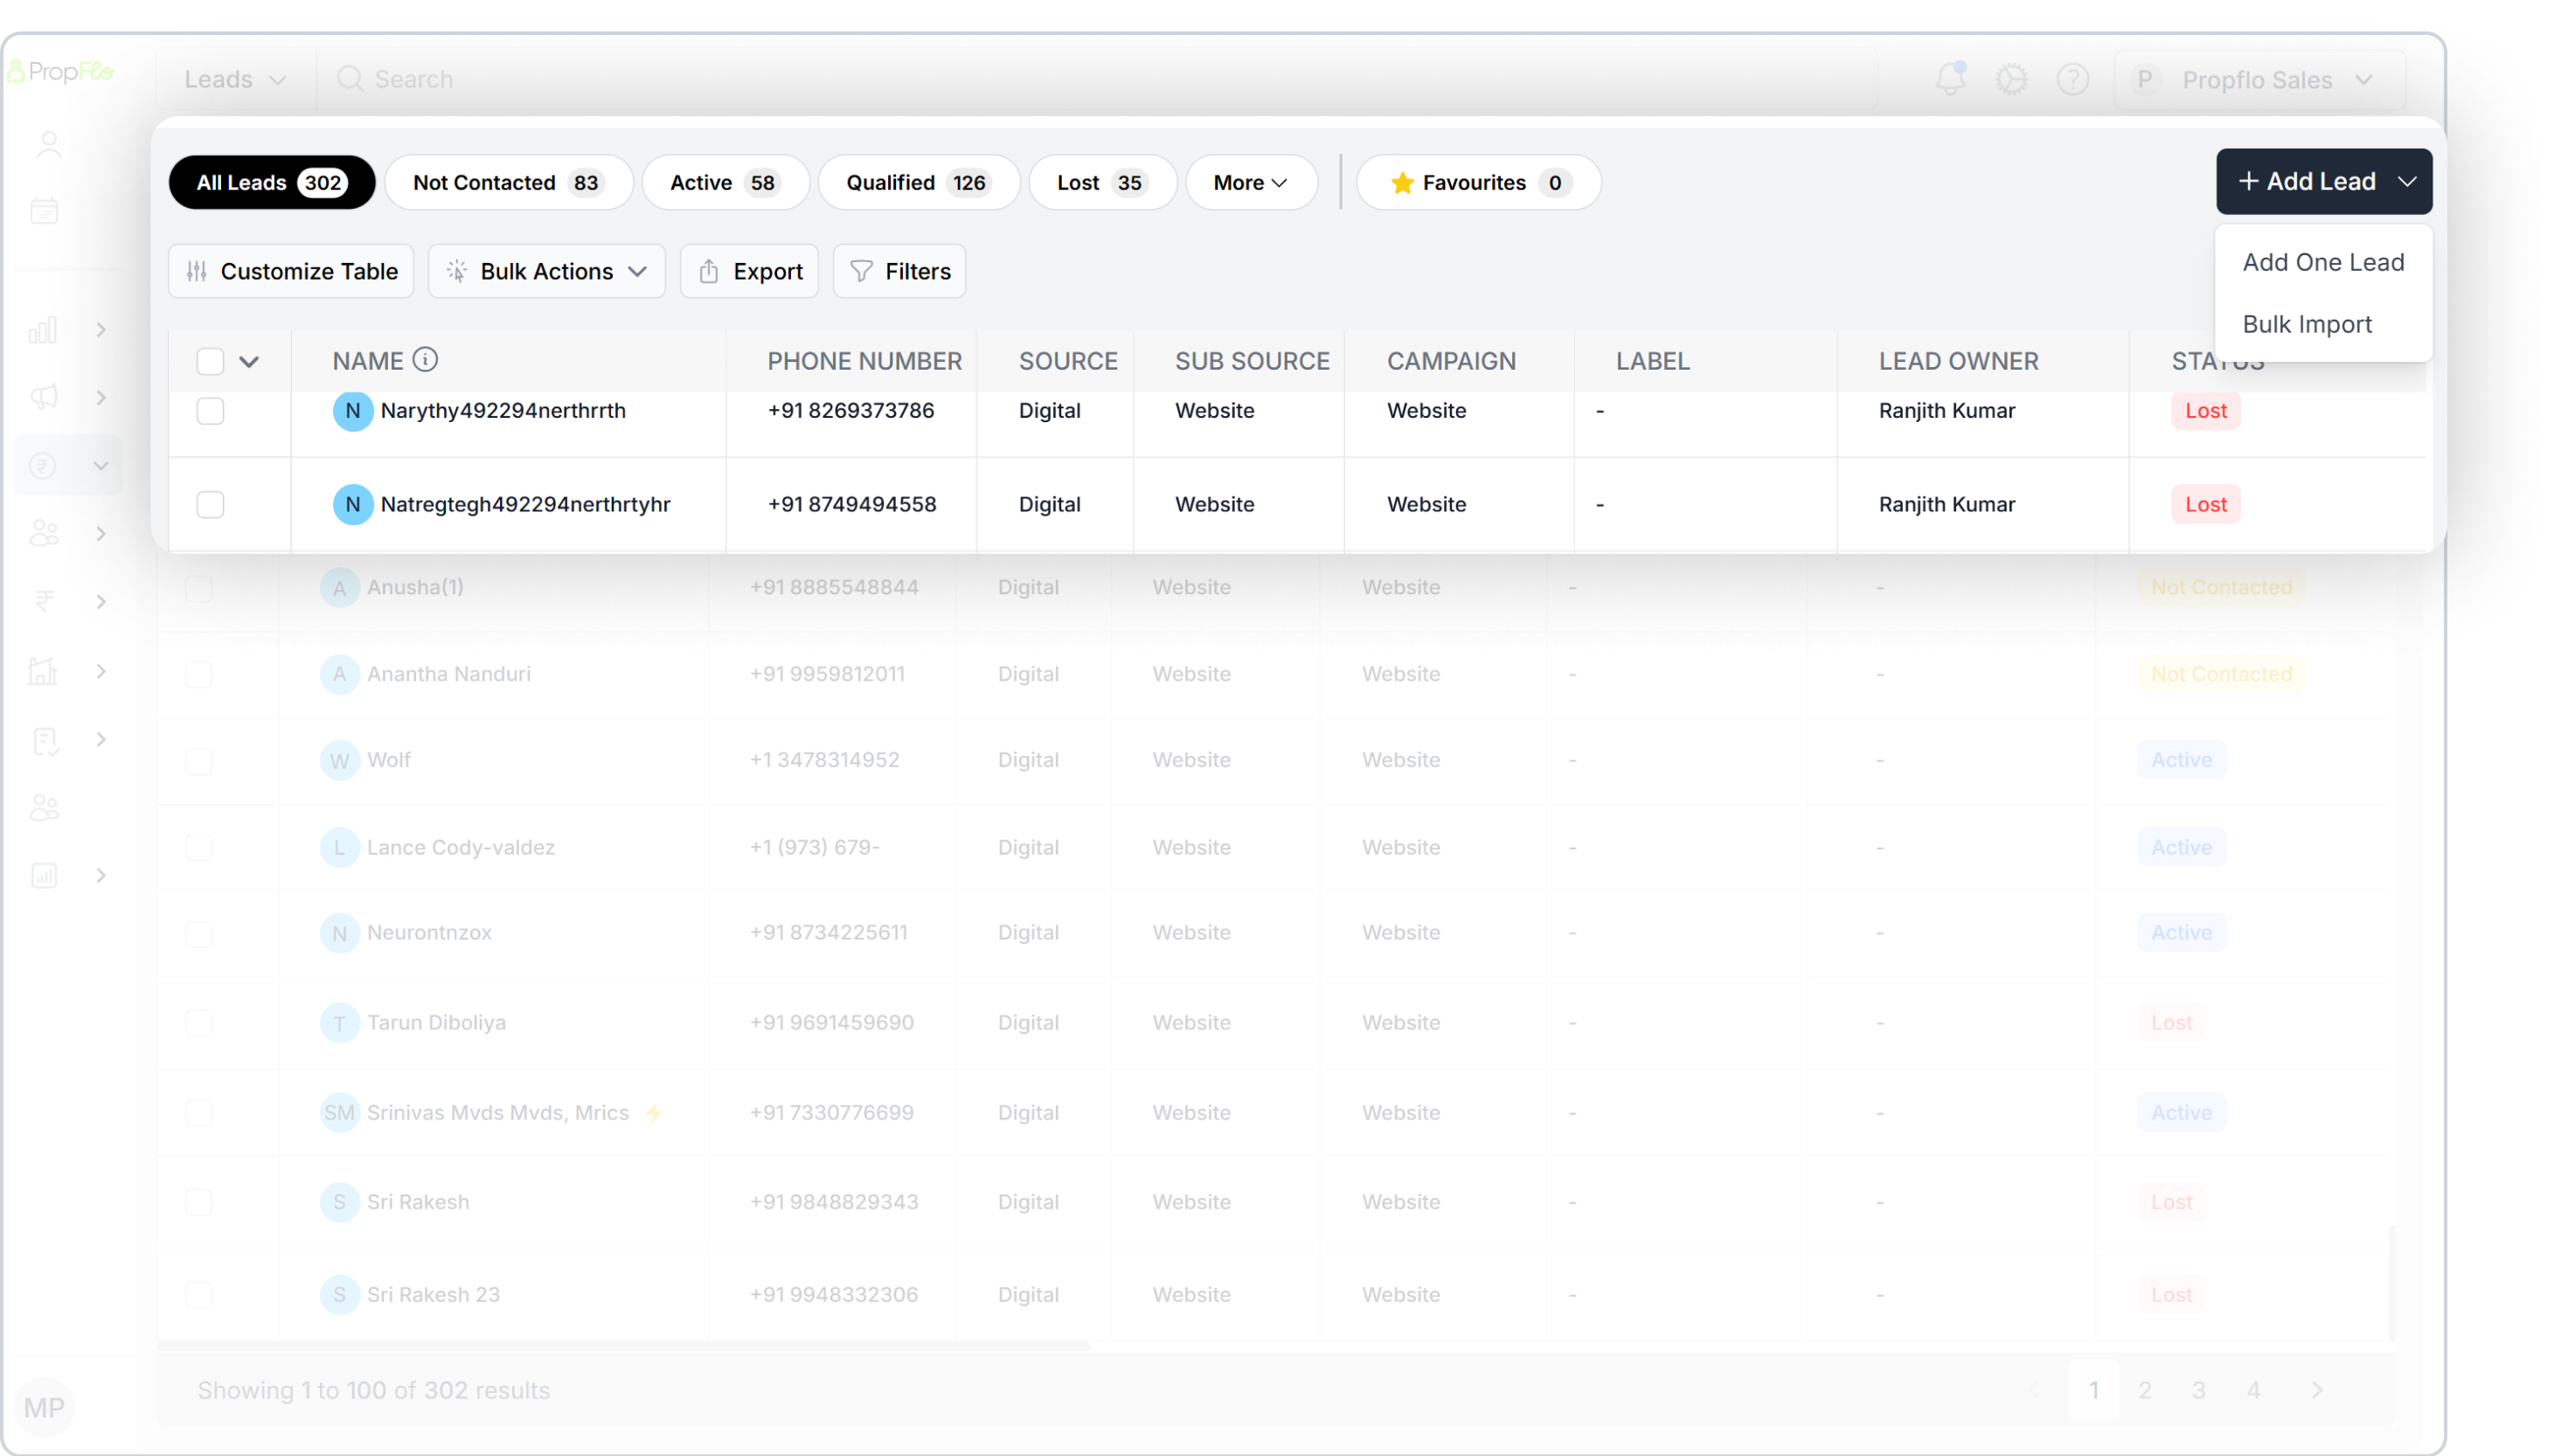 PropFlo
Leads Search P Propflo Sales
All Leads 302 Not Contacted 83 Active 58 Qualified 126 Lost 35 More Favourites 0 + Add Lead
Add One Lead
Customize Table Bulk Actions Export Filters
Bulk Import
NAME PHONE NUMBER SOURCE SUB SOURCE CAMPAIGN LABEL LEAD OWNER STATUS
N Narythy492294nerthrrth +91 8269373786 Digital Website Website - Ranjith Kumar Lost
N Natregtegh492294nerthrtyhr +91 8749494558 Digital Website Website - Ranjith Kumar Lost
A Anusha(1) +91 8885548844 Digital Website Website - - Not Contacted
A Anantha Nanduri +91 9959812011 Digital Website Website - - Not Contacted
W Wolf +1 3478314952 Digital Website Website - - Active
L Lance Cody-valdez +1 (973) 679- Digital Website Website - - Active
N Neurontnzox +91 8734225611 Digital Website Website - - Active
T Tarun Diboliya +91 9691459690 Digital Website Website - - Lost
SM Srinivas Mvds Mvds, Mrics +91 7330776699 Digital Website Website - - Active
S Sri Rakesh +91 9848829343 Digital Website Website - - Lost
S Sri Rakesh 23 +91 9948332306 Digital Website Website - - Lost
Showing 1 to 100 of 302 results 1 2 3 4
MP